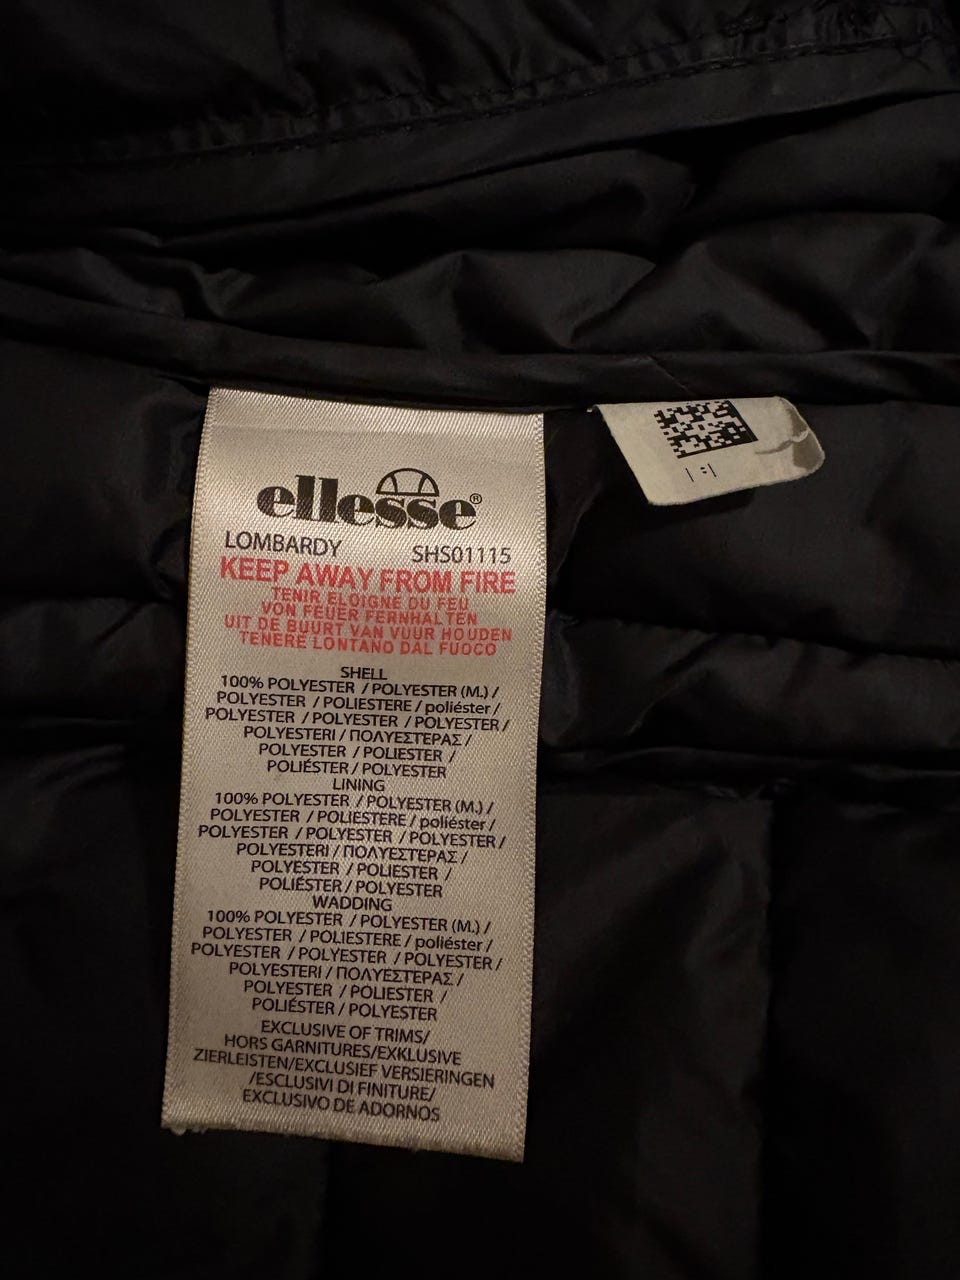 ellesse®
LOMBARDY SHS01115
KEEP AWAY FROM FIRE
TENIR ELOIGNE DU FEU
VON FEUER FERNHALTEN
UIT DE BUURT VAN VUUR HOUDEN
TENERE LONTANO DAL FUOCO
SHELL
100% POLYESTER / POLYESTER (M.) /
POLYESTER / POLIESTERE / poliéster /
POLYESTER / POLYESTER / POLYESTER /
POLYESTERI / ΠΟΛΥΕΣΤΕΡΑΣ /
POLYESTER / POLIESTER /
POLIÉSTER / POLYESTER
LINING
100% POLYESTER / POLYESTER (M.) /
POLYESTER / POLIESTERE / poliéster /
POLYESTER / POLYESTER / POLYESTER /
POLYESTERI / ΠΟΛΥΕΣΤΕΡΑΣ /
POLYESTER / POLIESTER /
POLIÉSTER / POLYESTER
WADDING
100% POLYESTER / POLYESTER (M.) /
POLYESTER / POLIESTERE / poliéster /
POLYESTER / POLYESTER / POLYESTER /
POLYESTERI / ΠΟΛΥΕΣΤΕΡΑΣ /
POLYESTER / POLIESTER /
POLIÉSTER / POLYESTER
EXCLUSIVE OF TRIMS/
HORS GARNITURES/EXKLUSIVE
ZIERLEISTEN/EXCLUSIEF VERSIERINGEN
/ESCLUSIVI DI FINITURE/
EXCLUSIVO DE ADORNOS